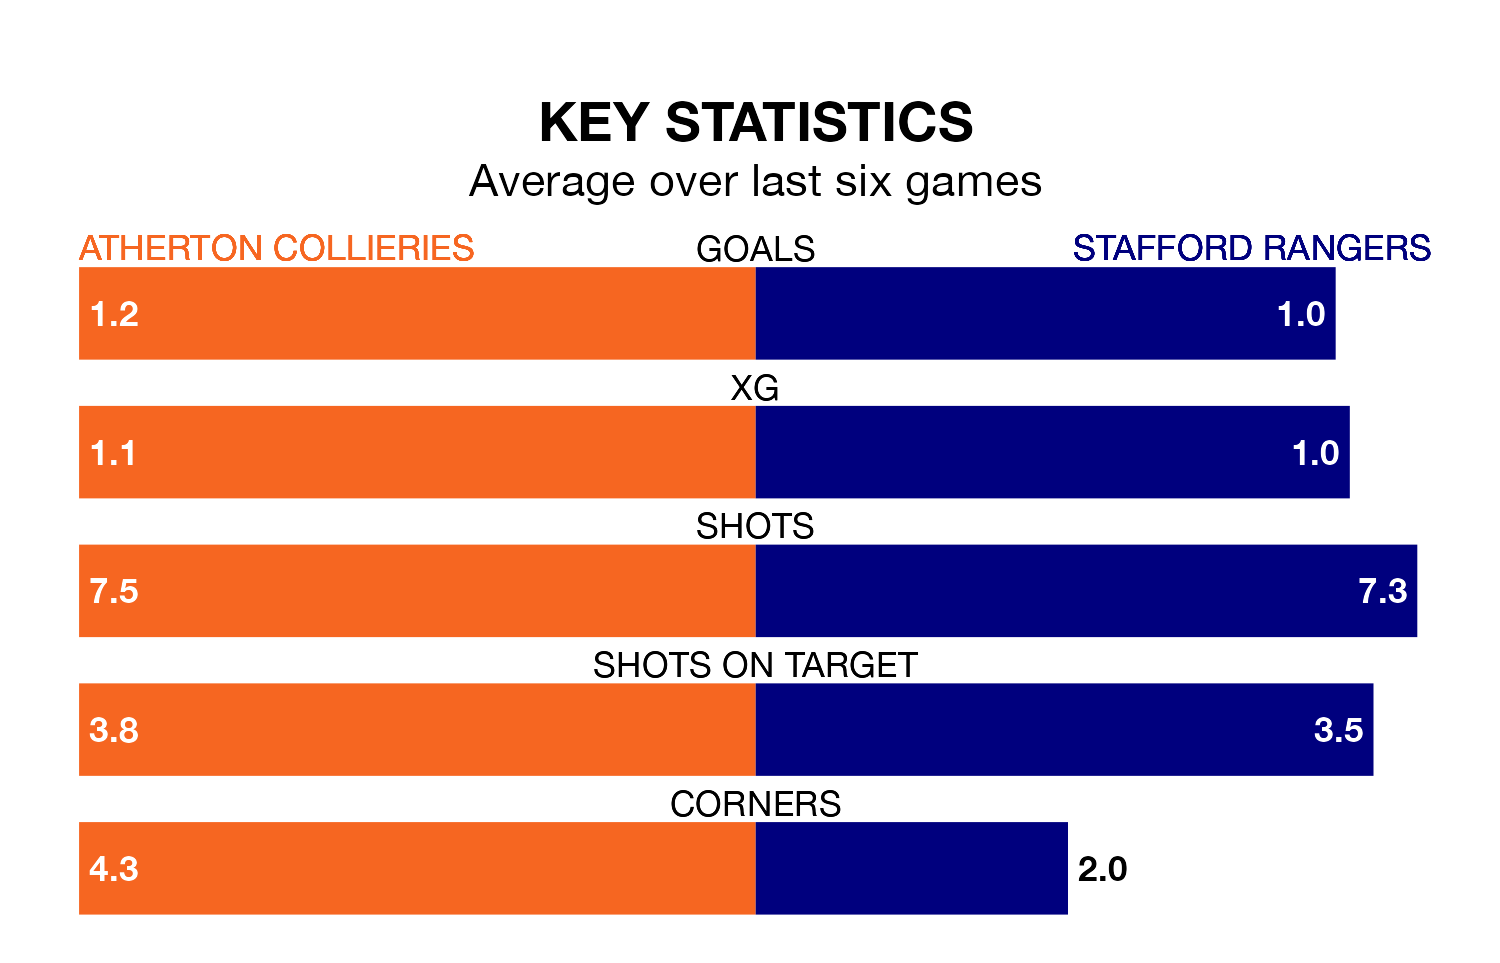 KEY STATISTICS
Average over last six games
ATHERTON COLLIERIES GOALS STAFFORD RANGERS
1.2 1.0
XG
1.1 1.0
SHOTS
7.5 7.3
SHOTS ON TARGET
3.8 3.5
CORNERS
4.3 2.0